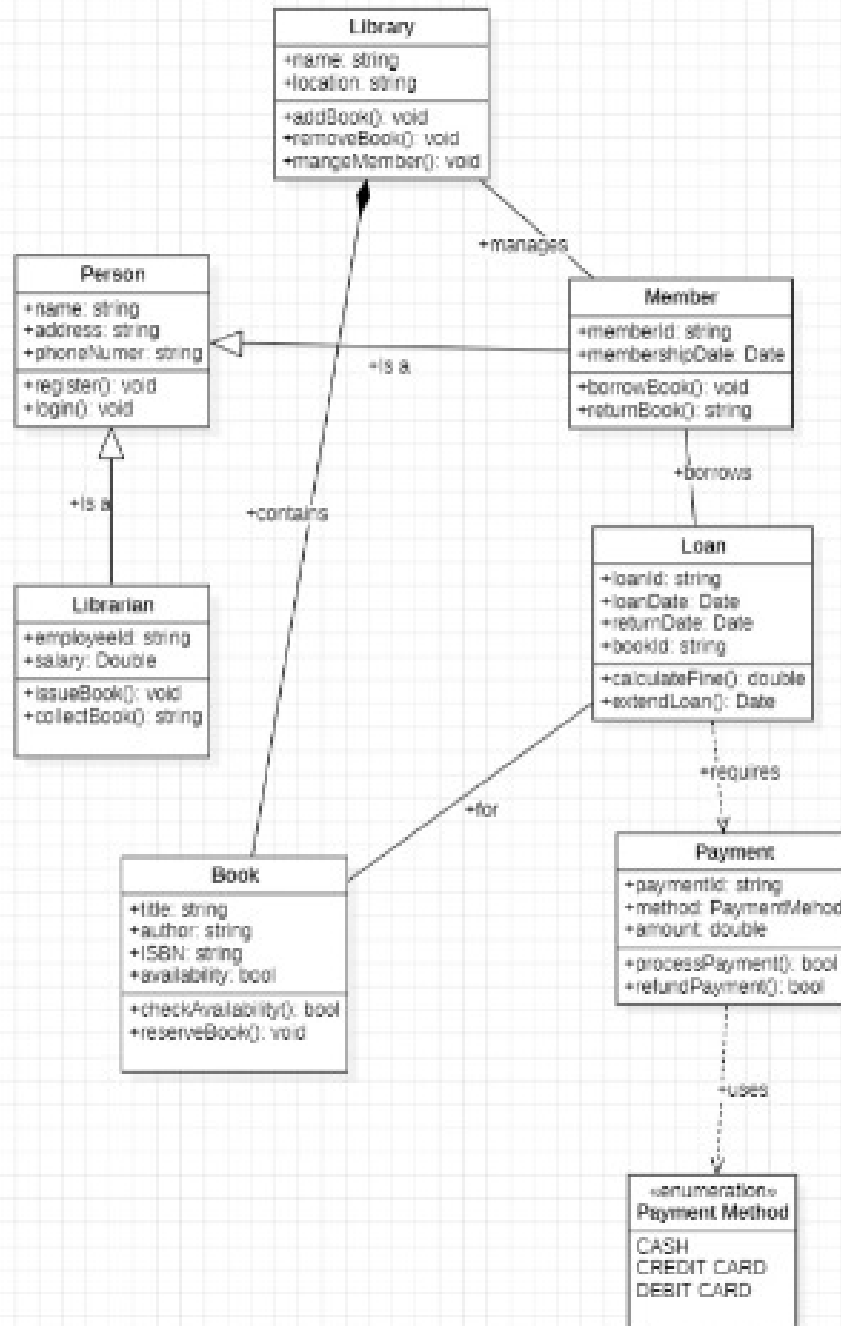 Library
+name: string
+location: string
+addBook(): void
+removeBook(): void
+mangeMember(): void
+manages
Person
+name: string
+address: string
+phoneNumer: string
+register(): void
+login(): void
Member
+memberId: string
+membershipDate: Date
+borrowBook(): void
+returnBook(): string
+is a
+is a
+contains
+borrows
Librarian
+employeeId: string
+salary: Double
+issueBook(): void
+collectBook(): string
Loan
+loanId: string
+loanDate: Date
+returnDate: Date
+bookId: string
+calculateFine(): double
+extendLoan(): Date
+requires
+for
Book
+title: string
+author: string
+ISBN: string
+availability: bool
+checkAvailability(): bool
+reserveBook(): void
Payment
+paymentId: string
+method: PaymentMehod
+amount: double
+processPayment(): bool
+refundPayment(): bool
+uses
«enumeration»
Payment Method
CASH
CREDIT CARD
DEBIT CARD